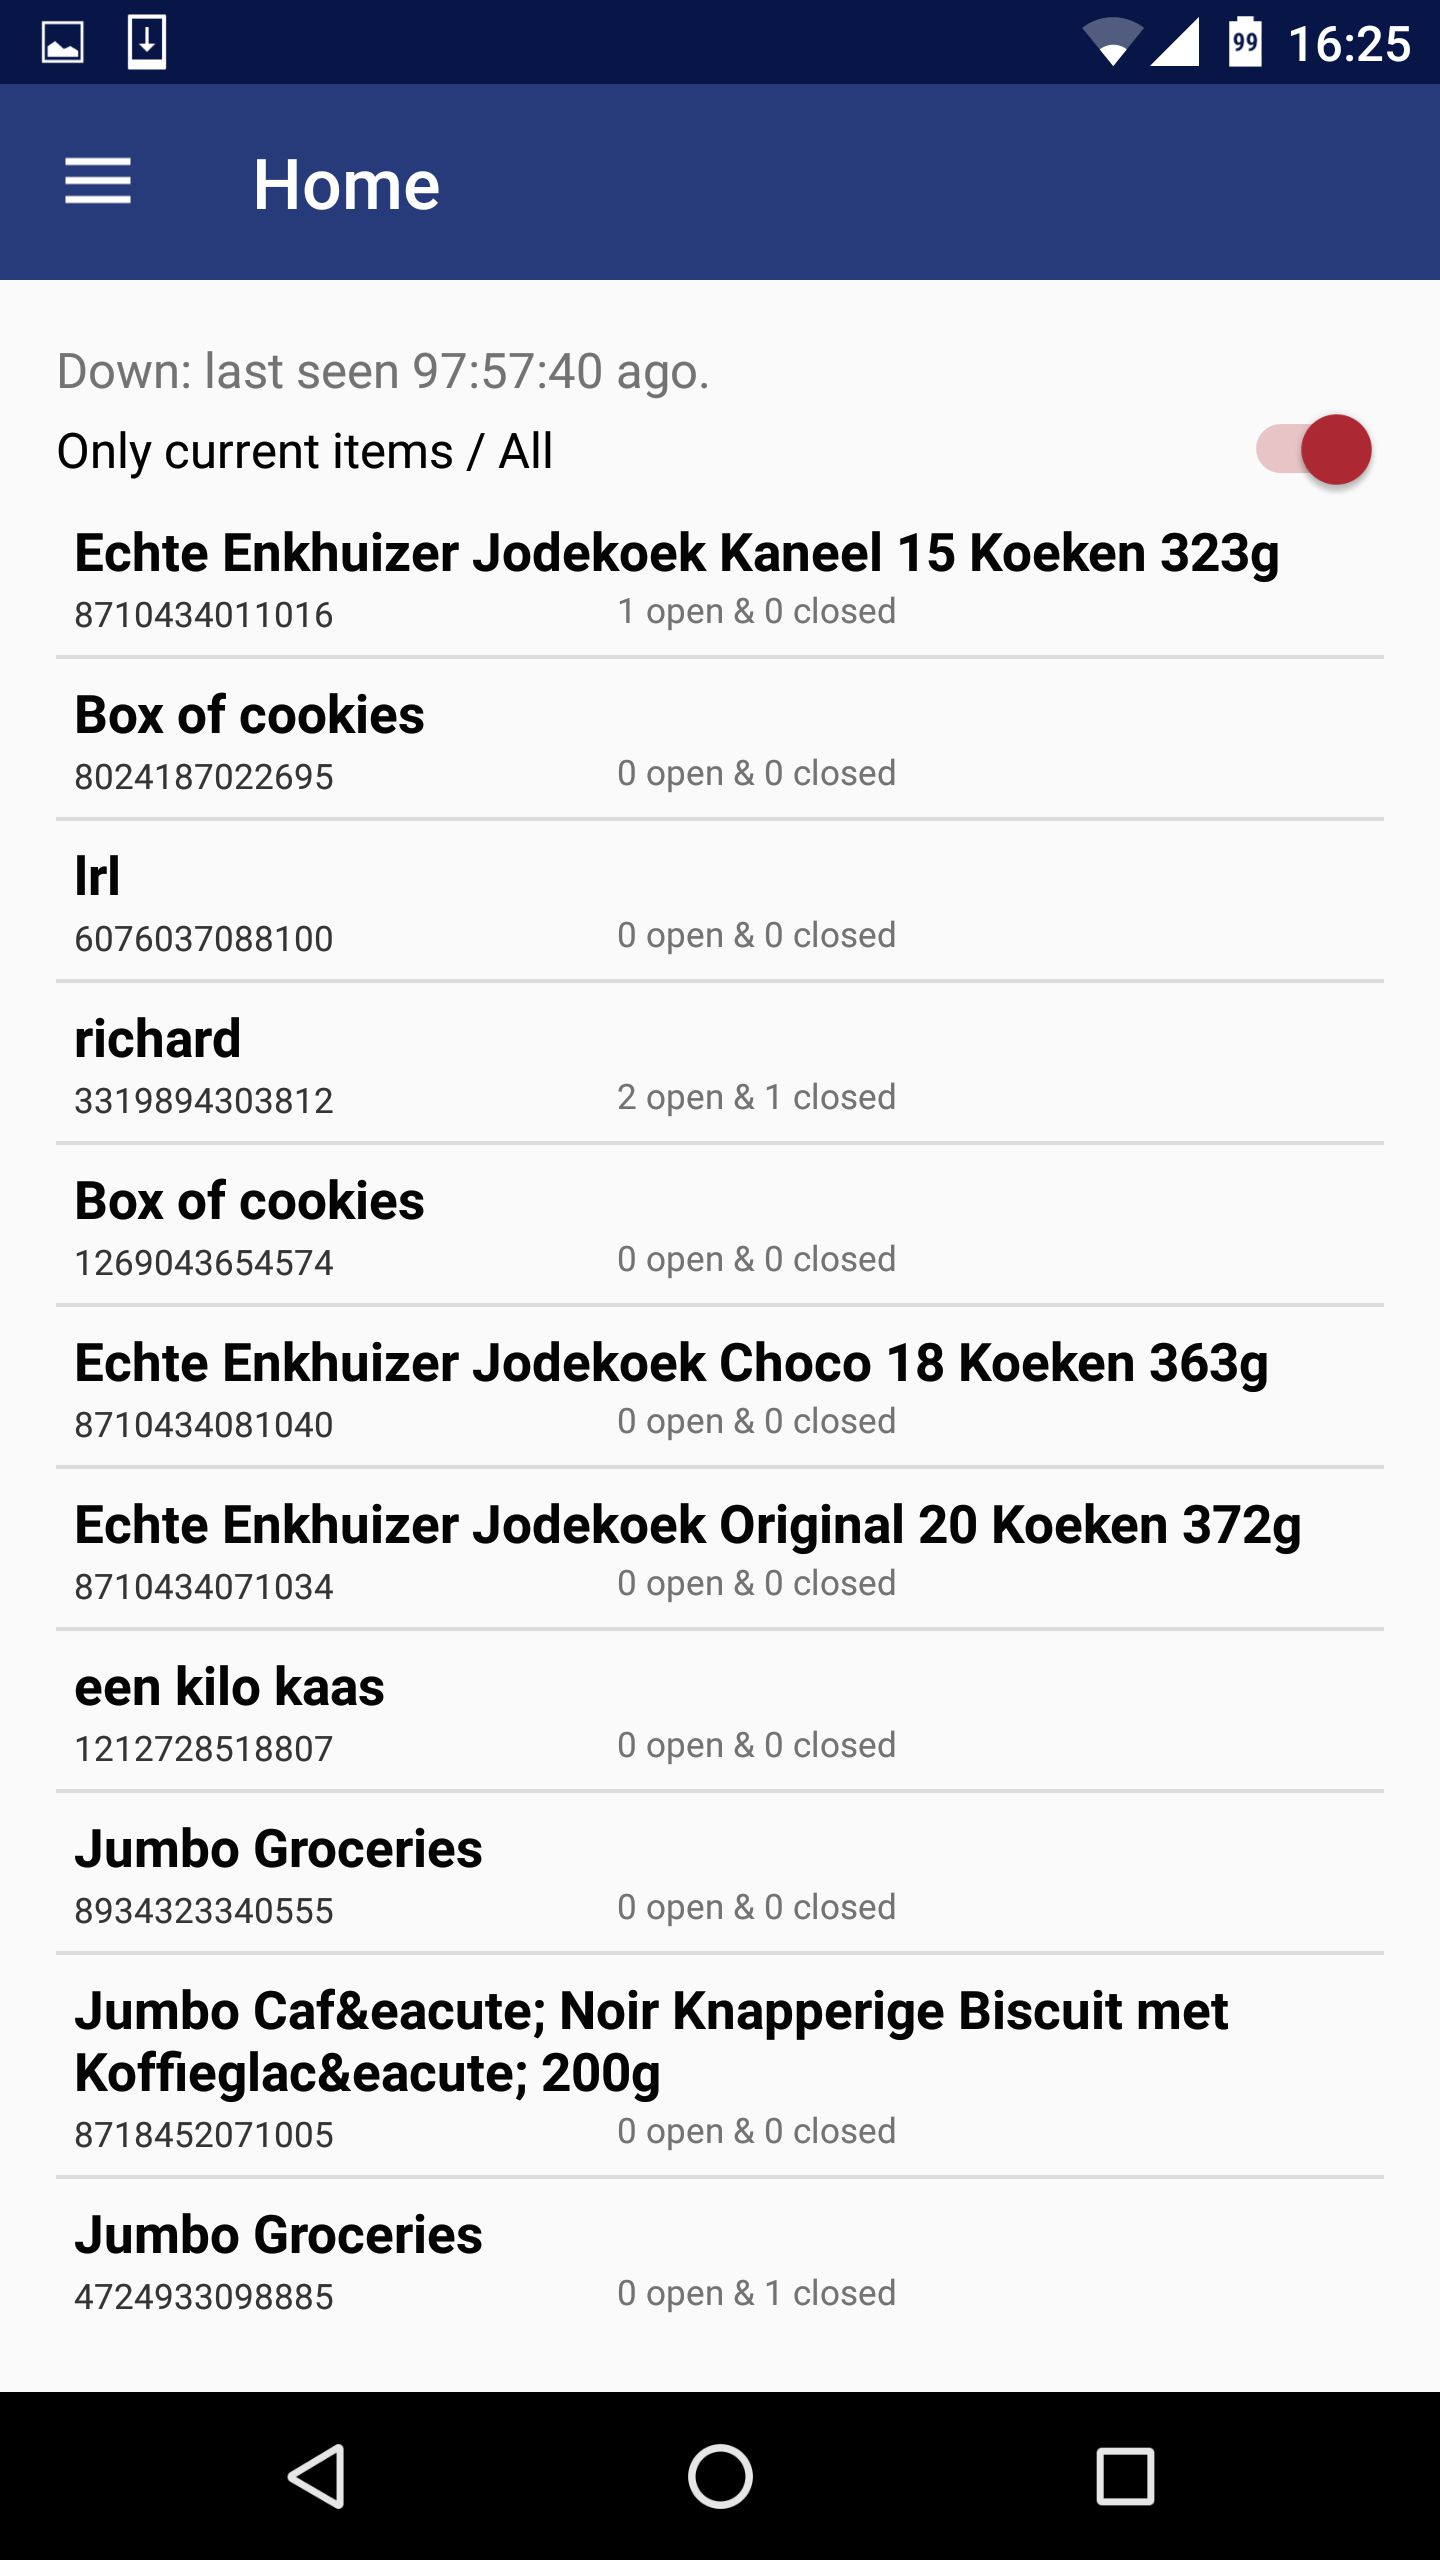 99 16:25
Home
Down: last seen 97:57:40 ago.
Only current items / All
Echte Enkhuizer Jodekoek Kaneel 15 Koeken 323g
8710434011016 1 open & 0 closed
Box of cookies
8024187022695 0 open & 0 closed
lrl
6076037088100 0 open & 0 closed
richard
3319894303812 2 open & 1 closed
Box of cookies
1269043654574 0 open & 0 closed
Echte Enkhuizer Jodekoek Choco 18 Koeken 363g
8710434081040 0 open & 0 closed
Echte Enkhuizer Jodekoek Original 20 Koeken 372g
8710434071034 0 open & 0 closed
een kilo kaas
1212728518807 0 open & 0 closed
Jumbo Groceries
8934323340555 0 open & 0 closed
Jumbo Caf&eacute; Noir Knapperige Biscuit met
Koffieglac&eacute; 200g
8718452071005 0 open & 0 closed
Jumbo Groceries
4724933098885 0 open & 1 closed